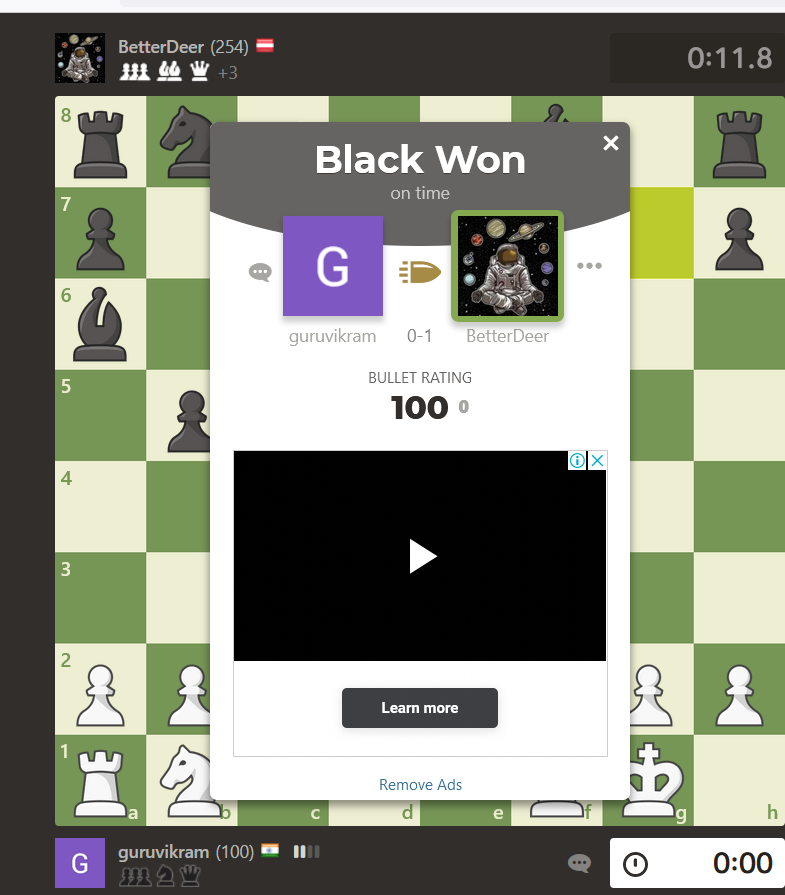 BetterDeer (254)
+3
0:11.8
8
Black Won
on time
7
G
guruvikram 0-1 BetterDeer
6
BULLET RATING
100 0
5
4
3
2
Learn more
1
Remove Ads
a b c d e f g h
G
guruvikram (100)
0:00